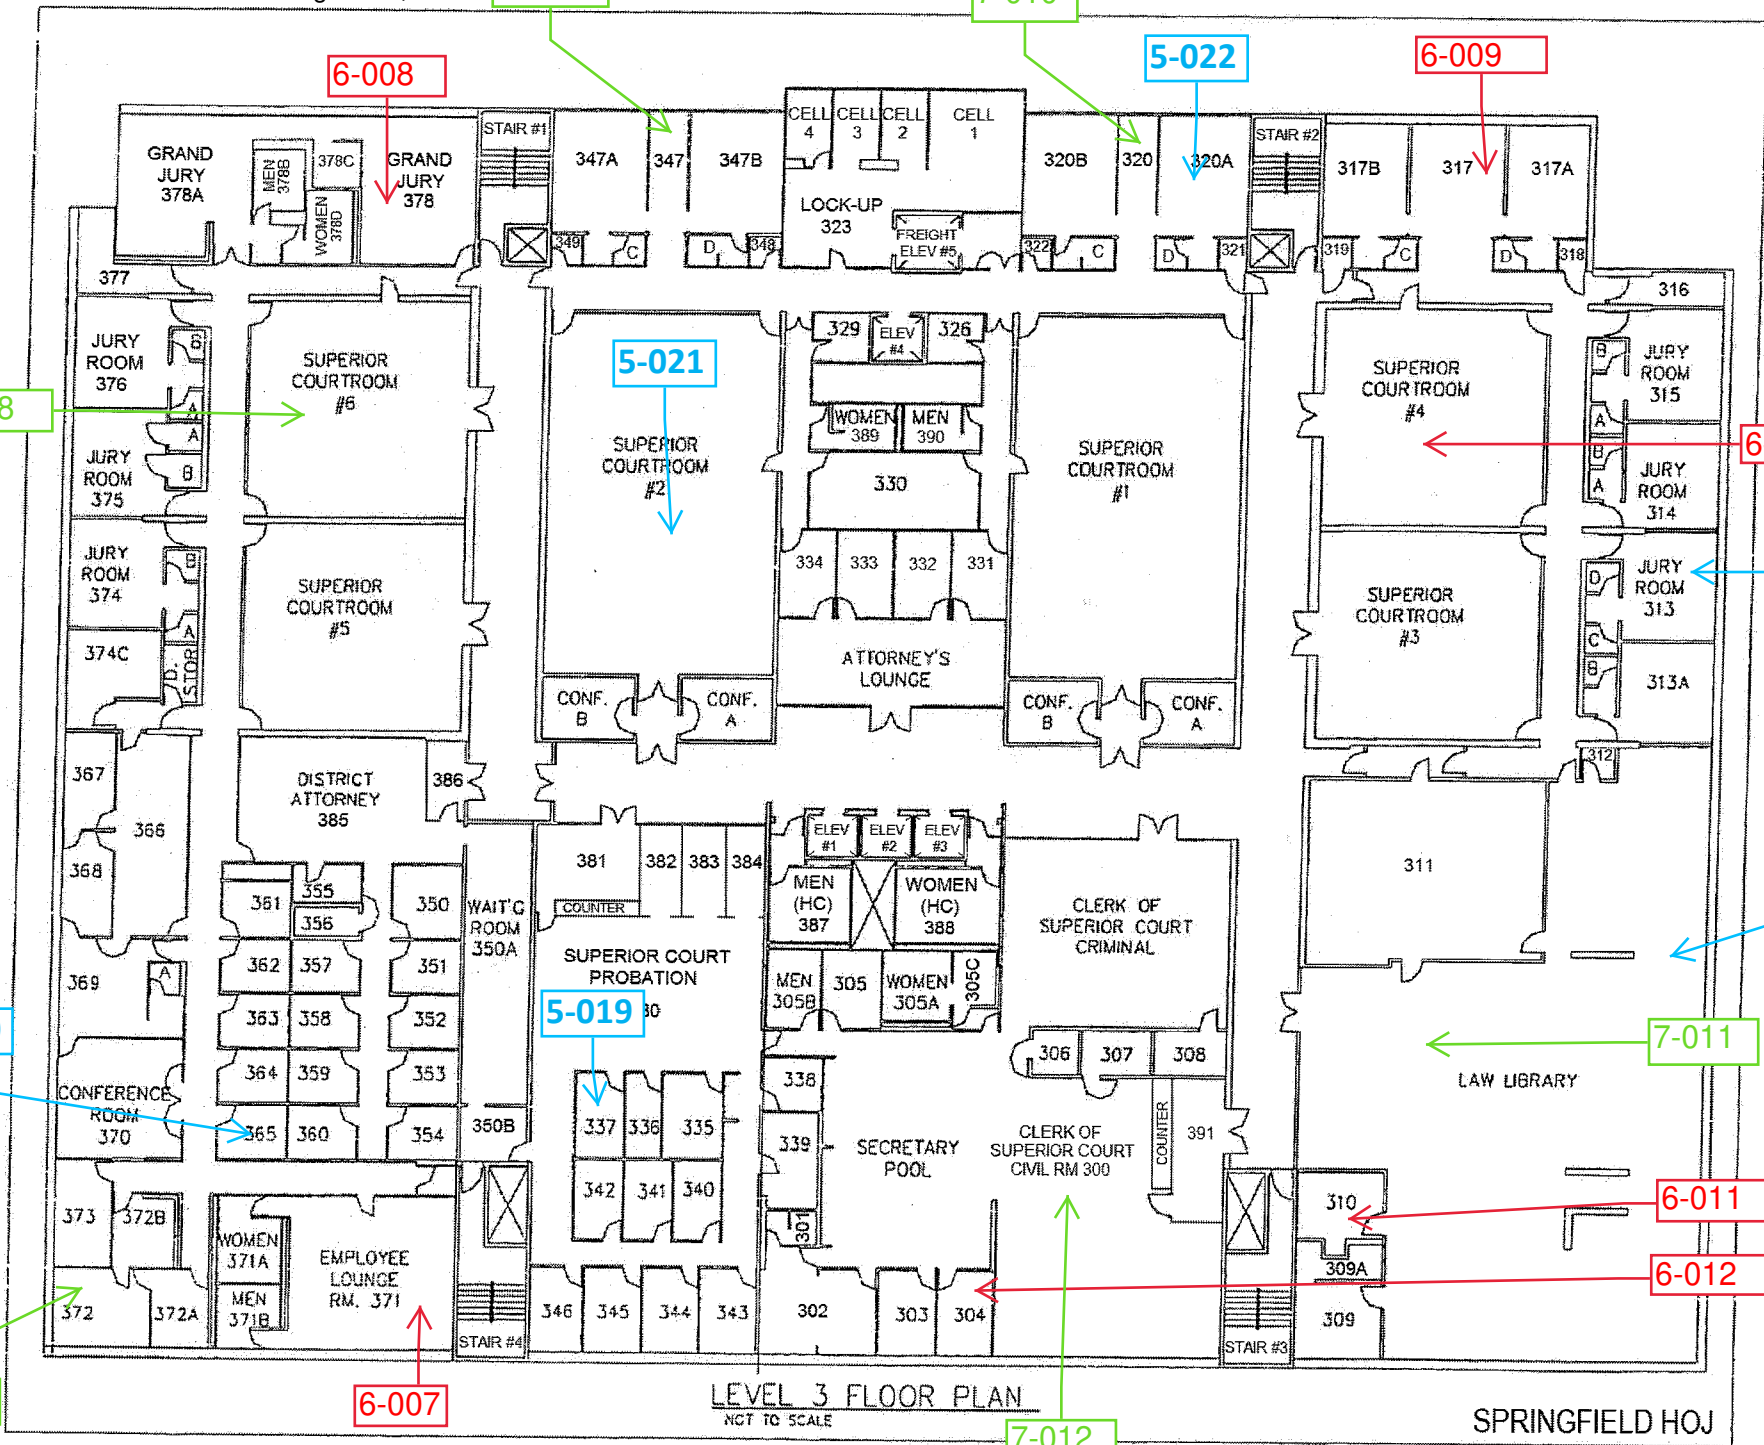 7-010
6-008
5-022
6-009
STAIR #1
CELL 4
CELL 3
CELL 2
CELL 1
STAIR #2
GRAND JURY 378A
MEN 378B
378C
WOMEN 378D
GRAND JURY 378
347A
347
347B
320B
320
320A
317B
317
317A
LOCK-UP 323
FREIGHT ELEV #5
349
C
D
348
322
C
D
321
319
C
D
318
377
316
JURY ROOM 376
B
A
SUPERIOR COURTROOM #6
5-021
329
ELEV #4
326
SUPERIOR COURTROOM #4
B
A
JURY ROOM 315
8
WOMEN 389
MEN 390
JURY ROOM 375
A
B
SUPERIOR COURTROOM #2
330
SUPERIOR COURTROOM #1
B
A
JURY ROOM 314
6
JURY ROOM 374
B
A
SUPERIOR COURTROOM #5
334
333
332
331
SUPERIOR COURTROOM #3
D
C
B
JURY ROOM 313
374C
D. STOR
ATTORNEY'S LOUNGE
313A
CONF. B
CONF. A
CONF. B
CONF. A
367
366
368
DISTRICT ATTORNEY 385
386
312
381
382
383
384
COUNTER
ELEV #1
ELEV #2
ELEV #3
311
361
355
356
350
WAIT'G ROOM 350A
MEN (HC) 387
WOMEN (HC) 388
CLERK OF SUPERIOR COURT CRIMINAL
369
A
362
357
351
SUPERIOR COURT PROBATION
80
5-019
MEN 305B
305
WOMEN 305A
305C
363
358
352
7-011
LAW LIBRARY
CONFERENCE ROOM 370
364
359
353
306
307
308
365
360
354
350B
337
336
335
338
339
SECRETARY POOL
CLERK OF SUPERIOR COURT CIVIL RM 300
COUNTER
391
342
341
340
301
310
6-011
373
372B
WOMEN 371A
MEN 371B
EMPLOYEE LOUNGE RM. 371
309A
6-012
372
372A
346
345
344
343
302
303
304
309
STAIR #4
STAIR #3
6-007
LEVEL 3 FLOOR PLAN
NOT TO SCALE
7-012
SPRINGFIELD HOJ